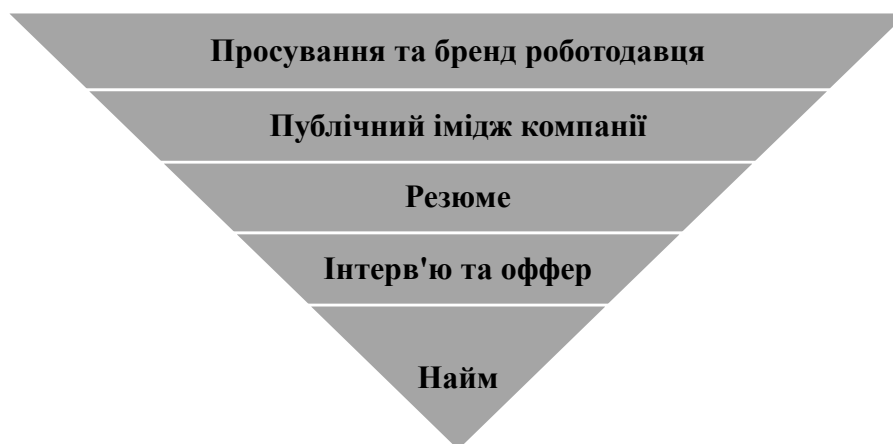 Просування та бренд роботодавця
Публічний імідж компанії
Резюме
Інтерв'ю та оффер
Найм